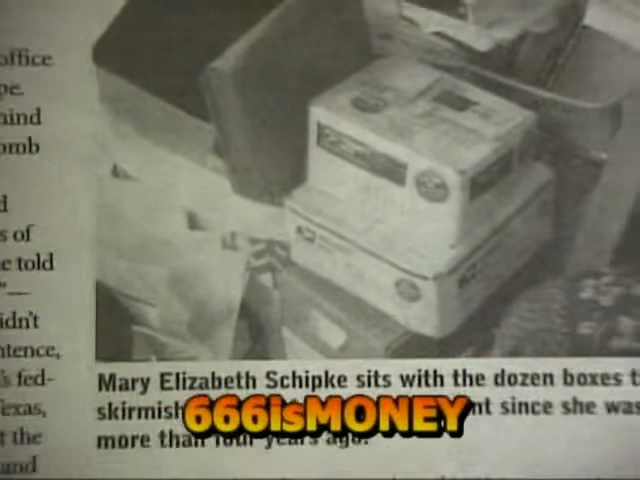 office
pe.
mind
omb
d
s of
e told
"—
idn't
ntence,
's fed-
Texas,
t the
and
Mary Elizabeth Schipke sits with the dozen boxes t
skirmish
666isMONEY
nt since she was
more than four years ago.